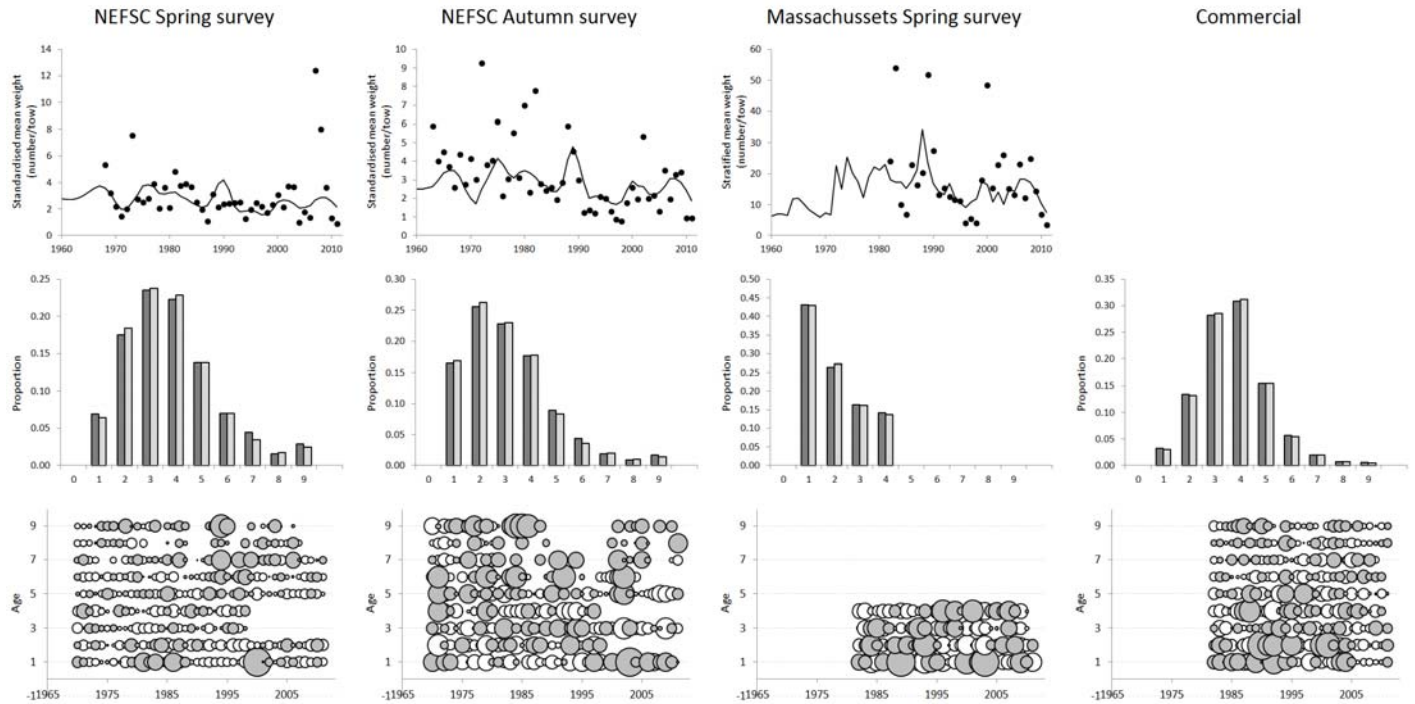 NEFSC Spring survey
NEFSC Autumn survey
Massachussets Spring survey
Commercial
Standardised mean weight
(number/tow)
14
12
10
8
6
4
2
0
1960 1970 1980 1990 2000 2010
Standardised mean weight
(number/tow)
10
9
8
7
6
5
4
3
2
1
0
1960 1970 1980 1990 2000 2010
Stratified mean weight
(number/tow)
60
50
40
30
20
10
0
1960 1970 1980 1990 2000 2010
Proportion
0.25
0.20
0.15
0.10
0.05
0.00
0 1 2 3 4 5 6 7 8 9
Proportion
0.30
0.25
0.20
0.15
0.10
0.05
0.00
0 1 2 3 4 5 6 7 8 9
Proportion
0.50
0.45
0.40
0.35
0.30
0.25
0.20
0.15
0.10
0.05
0.00
0 1 2 3 4 5 6 7 8 9
Proportion
0.35
0.30
0.25
0.20
0.15
0.10
0.05
0.00
0 1 2 3 4 5 6 7 8 9
Age
9
7
5
3
1
-11965 1975 1985 1995 2005
Age
9
7
5
3
1
-11965 1975 1985 1995 2005
Age
9
7
5
3
1
-11965 1975 1985 1995 2005
Age
9
7
5
3
1
-11965 1975 1985 1995 2005